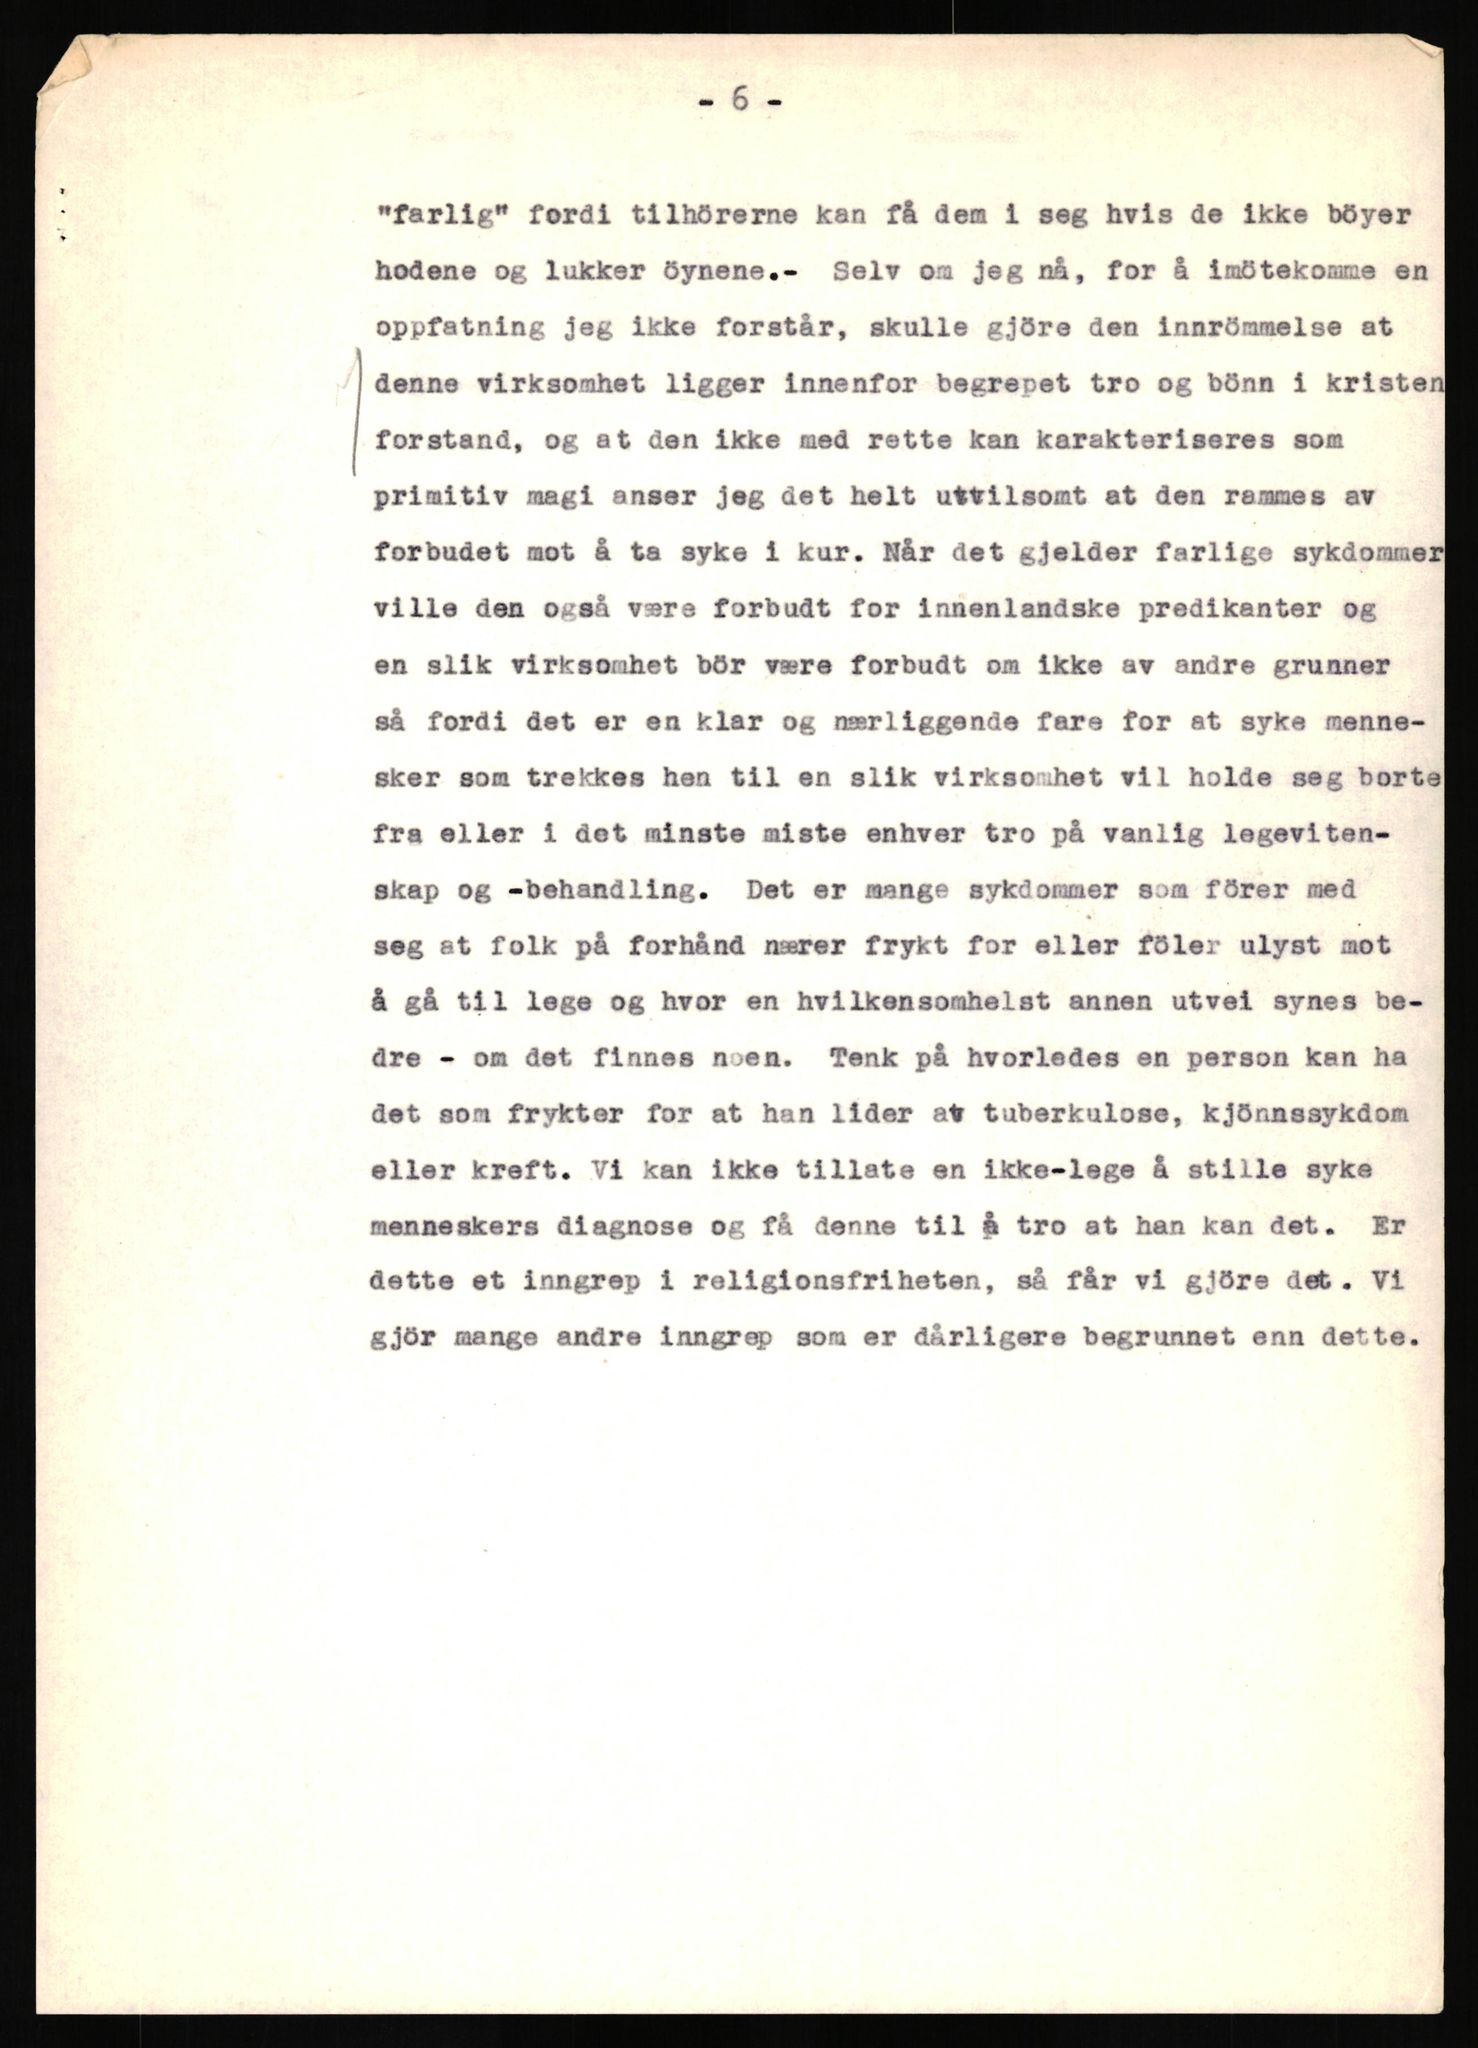 - 6 -
"farlig" fordi tilhörerne kan få dem i seg hvis de ikke böyer
hodene og lukker öynene.- Selv om jeg nå, for å imötekomme en
oppfatning jeg ikke forstår, skulle gjöre den innrömmelse at
denne virksomhet ligger innenfor begrepet tro og bönn i kristen
forstand, og at den ikke med rette kan karakteriseres som
primitiv magi anser jeg det helt utvilsomt at den rammes av
forbudet mot å ta syke i kur. Når det gjelder farlige sykdommer
ville den også være forbudt for innenlandske predikanter og
en slik virksomhet bör være forbudt om ikke av andre grunner
så fordi det er en klar og nærliggende fare for at syke menne-
sker som trekkes hen til en slik virksomhet vil holde seg borte
fra eller i det minste miste enhver tro på vanlig legeviten-
skap og -behandling. Det er mange sykdommer som förer med
seg at folk på forhånd nærer frykt for eller föler ulyst mot
å gå til lege og hvor en hvilkensomhelst annen utvei synes be-
dre - om det finnes noen. Tenk på hvorledes en person kan ha
det som frykter for at han lider av tuberkulose, kjönnssykdom
eller kreft. Vi kan ikke tillate en ikke-lege å stille syke
menneskers diagnose og få denne til å tro at han kan det. Er
dette et inngrep i religionsfriheten, så får vi gjöre det. Vi
gjör mange andre inngrep som er dårligere begrunnet enn dette.